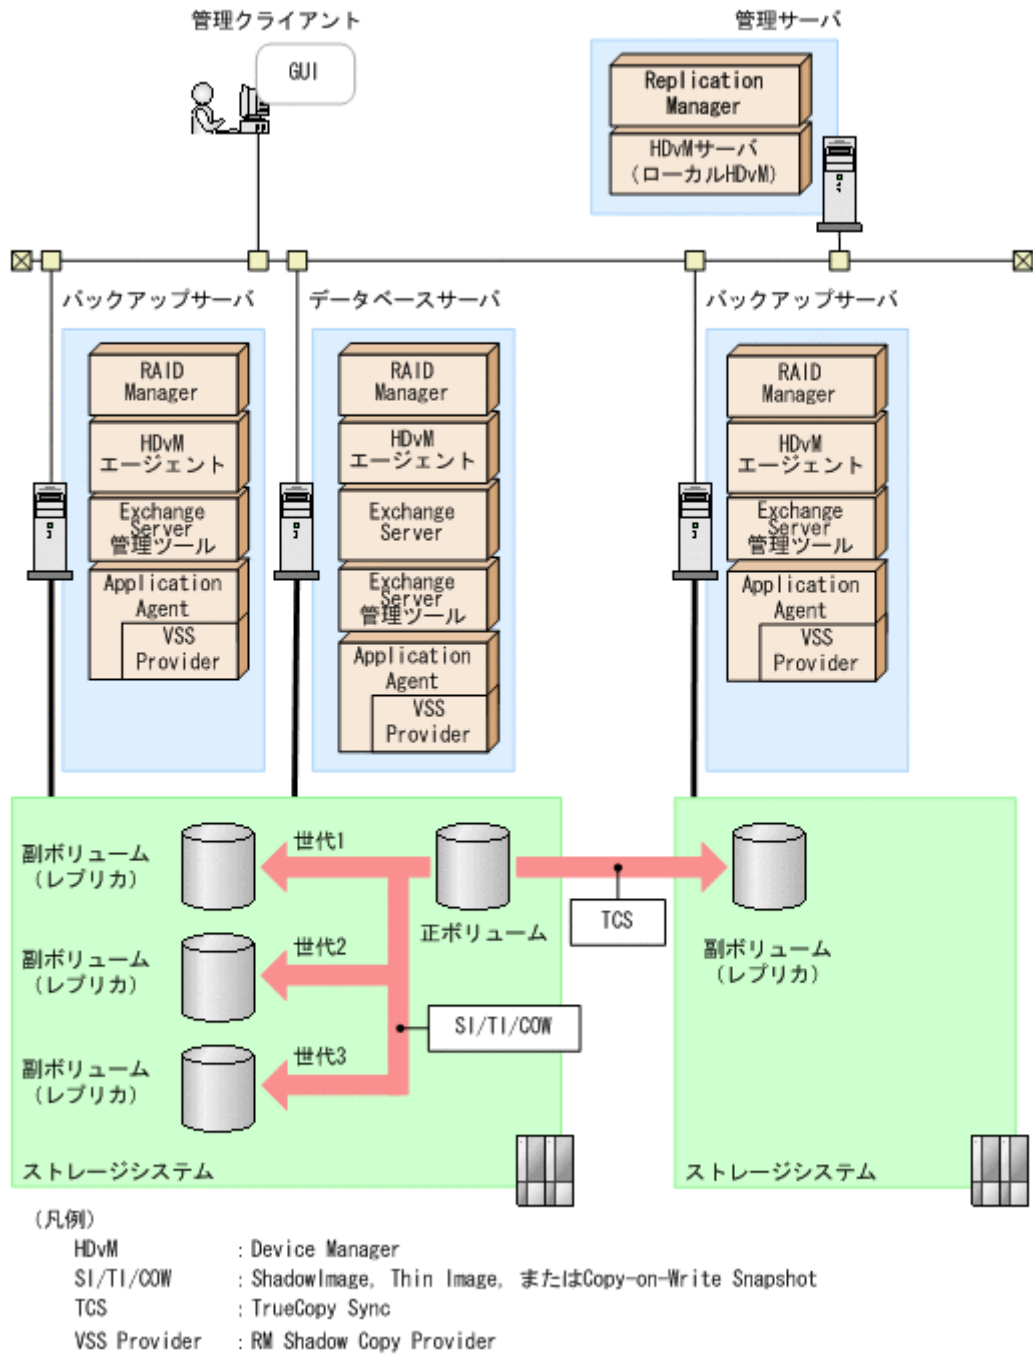 管理クライアント
管理サーバ
GUI
Replication
Manager
HDvMサーバ
(ローカルHDvM)
バックアップサーバ
データベースサーバ
バックアップサーバ
RAID
Manager
HDvM
エージェント
Exchange
Server
管理ツール
Application
Agent
VSS
Provider
RAID
Manager
HDvM
エージェント
Exchange
Server
Exchange
Server
管理ツール
Application
Agent
VSS
Provider
RAID
Manager
HDvM
エージェント
Exchange
Server
管理ツール
Application
Agent
VSS
Provider
副ボリューム
(レプリカ)
世代1
正ボリューム
TCS
副ボリューム
(レプリカ)
副ボリューム
(レプリカ)
世代2
SI/TI/COW
副ボリューム
(レプリカ)
世代3
ストレージシステム
ストレージシステム
(凡例)
HDvM : Device Manager
SI/TI/COW : ShadowImage, Thin Image, またはCopy-on-Write Snapshot
TCS : TrueCopy Sync
VSS Provider : RM Shadow Copy Provider